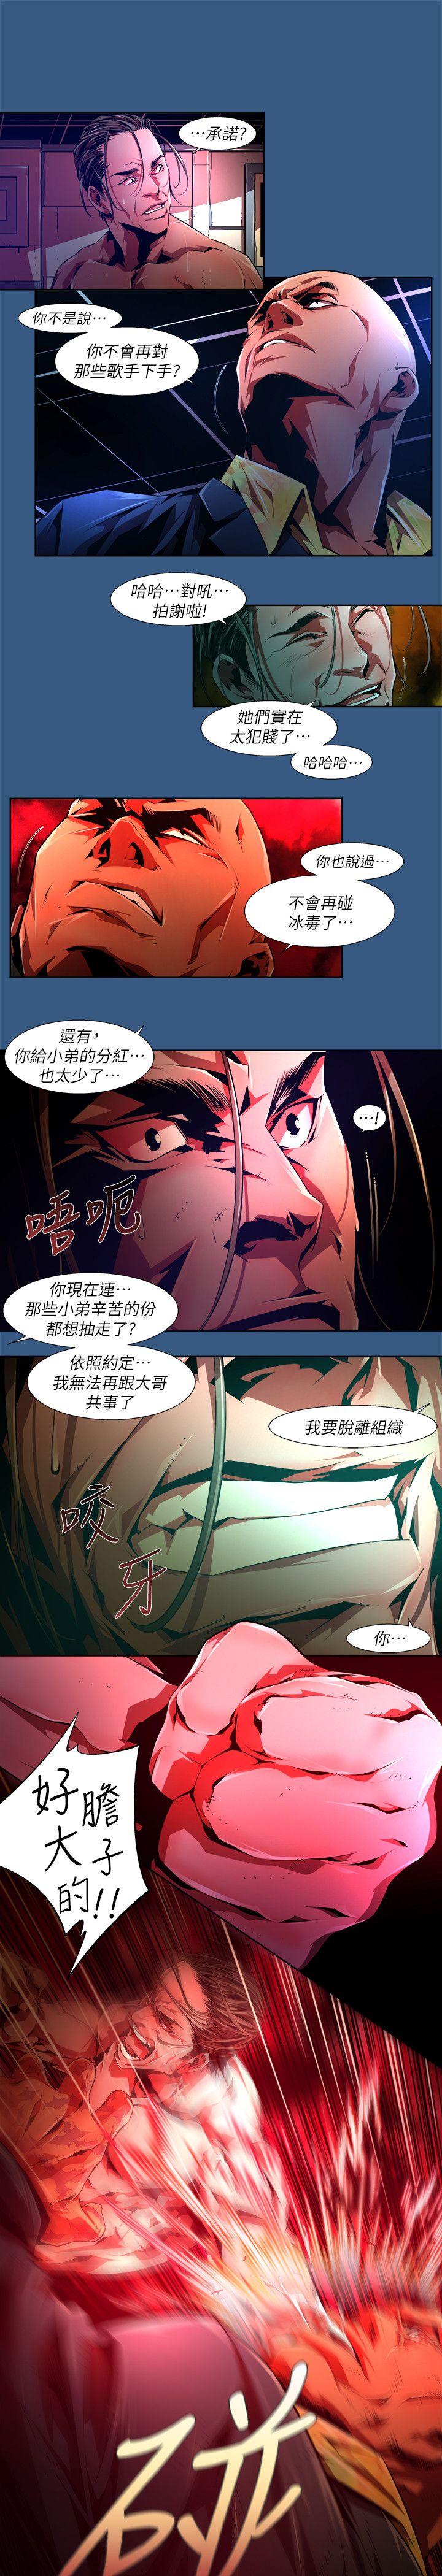 …承諾?
你不是說…
你不會再對
那些歌手下手?
哈哈…對吼…
拍謝啦!
她們實在
太犯賤了…
哈哈哈…
你也說過…
不會再碰
冰毒了…
還有,
你給小弟的分紅…
也太少了…
…!
唔呃
你現在連…
那些小弟辛苦的份
都想抽走了?
依照約定…
我無法再跟大哥
共事了
我要脫離組織
咬牙
你…
膽子
好大的!!
碰